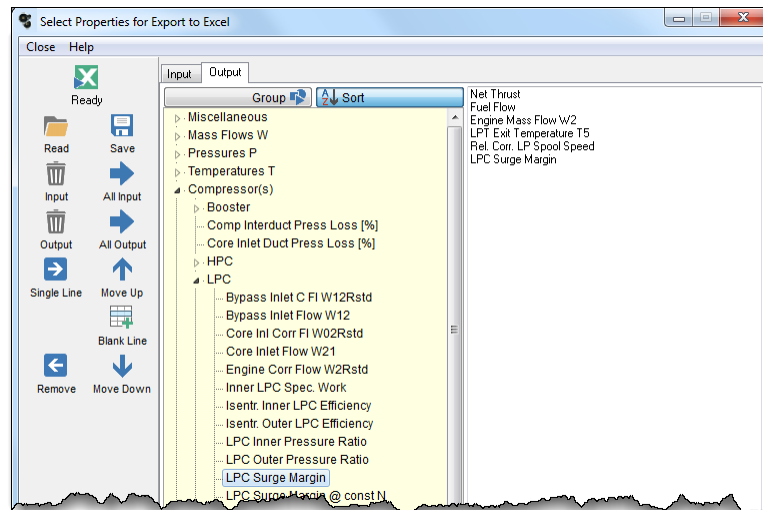 Select Properties for Export to Excel
Close Help
Ready
Read Save
Input All Input
Output All Output
Single Line Move Up
Blank Line
Remove Move Down
Input Output
Group Sort
Miscellaneous
Mass Flows W
Pressures P
Temperatures T
Compressor(s)
Booster
Comp Interduct Press Loss [%]
Core Inlet Duct Press Loss [%]
HPC
LPC
Bypass Inlet C Fl W12Rstd
Bypass Inlet Flow W12
Core Inl Corr Fl W02Rstd
Core Inlet Flow W21
Engine Corr Flow W2Rstd
Inner LPC Spec. Work
Isentr. Inner LPC Efficiency
Isentr. Outer LPC Efficiency
LPC Inner Pressure Ratio
LPC Outer Pressure Ratio
LPC Surge Margin
LPC Surge Margin @ const N
Net Thrust
Fuel Flow
Engine Mass Flow W2
LPT Exit Temperature T5
Rel. Corr. LP Spool Speed
LPC Surge Margin